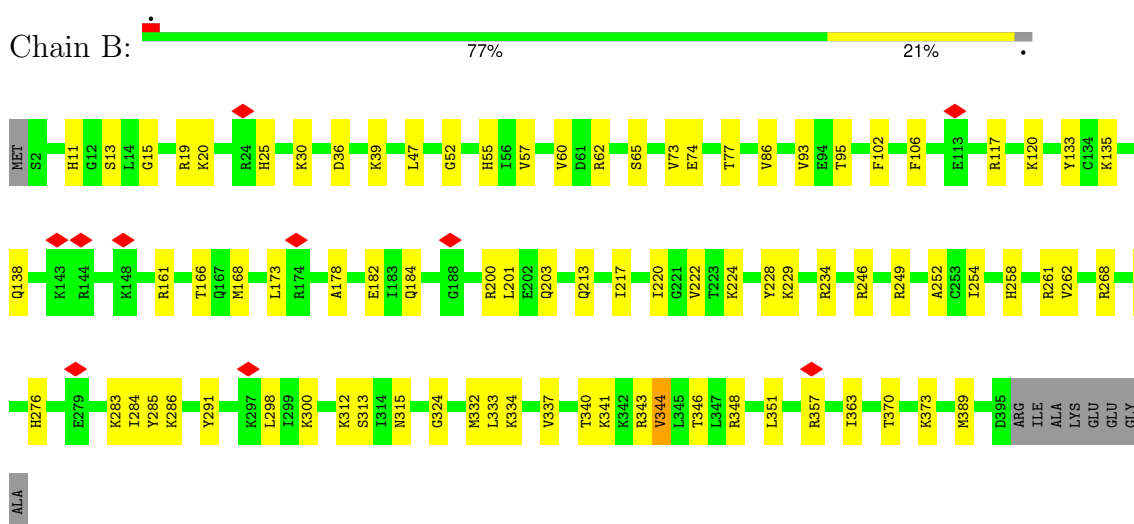 Chain B:
77%
21%
MET S2 H11 G12 S13 L14 G15 R19 K20 R24 H25 K30 D36 K39 L47 G52 H55 I56 V57 V60 D61 R62 S65 V73 E74 T77 V86 V93 E94 T95 F102 F106 E113 R117 K120 Y133 C134 K135
Q138 K143 R144 K148 R161 T166 Q167 M168 L173 R174 A178 E182 I183 Q184 G188 R200 L201 E202 Q203 Q213 I217 I220 G221 V222 T223 K224 Y228 K229 R234 R246 R249 A252 C253 I254 H258 R261 V262 R268
H276 E279 K283 I284 Y285 K286 Y291 K297 L298 I299 K300 K312 S313 I314 N315 G324 M332 L333 K334 V337 T340 K341 K342 R343 V344 L345 T346 L347 R348 L351 R357 I363 T370 K373 M389 D395 ARG ILE ALA LYS GLU GLU GLY
ALA